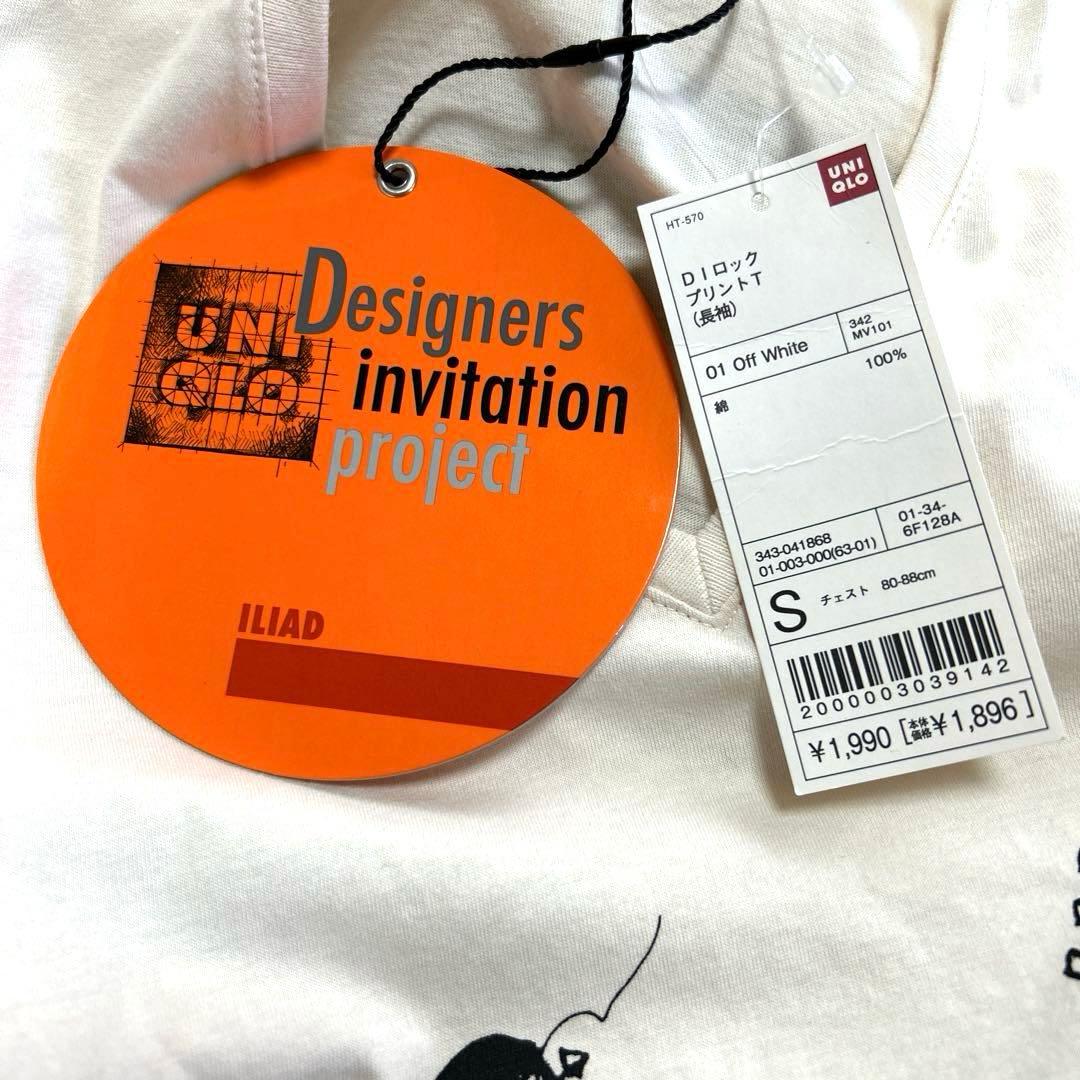 UNI
QLO
Designers
invitation
project
ILIAD
UNI
QLO
HT-570
DIロック
プリントT
(長袖)
01 Off White
342
MV101
綿 100%
343-041868
01-003-000(63-01)
01-34-
6F128A
S チェスト 80-88cm
2000003039142
¥1,990 [本体価格¥1,896]